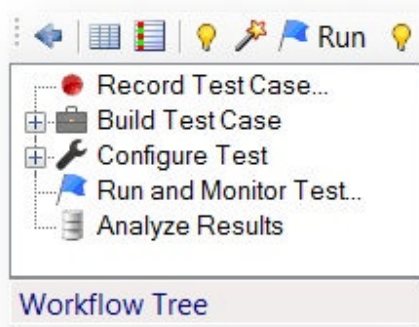 Run
Record Test Case...
Build Test Case
Configure Test
Run and Monitor Test...
Analyze Results
Workflow Tree